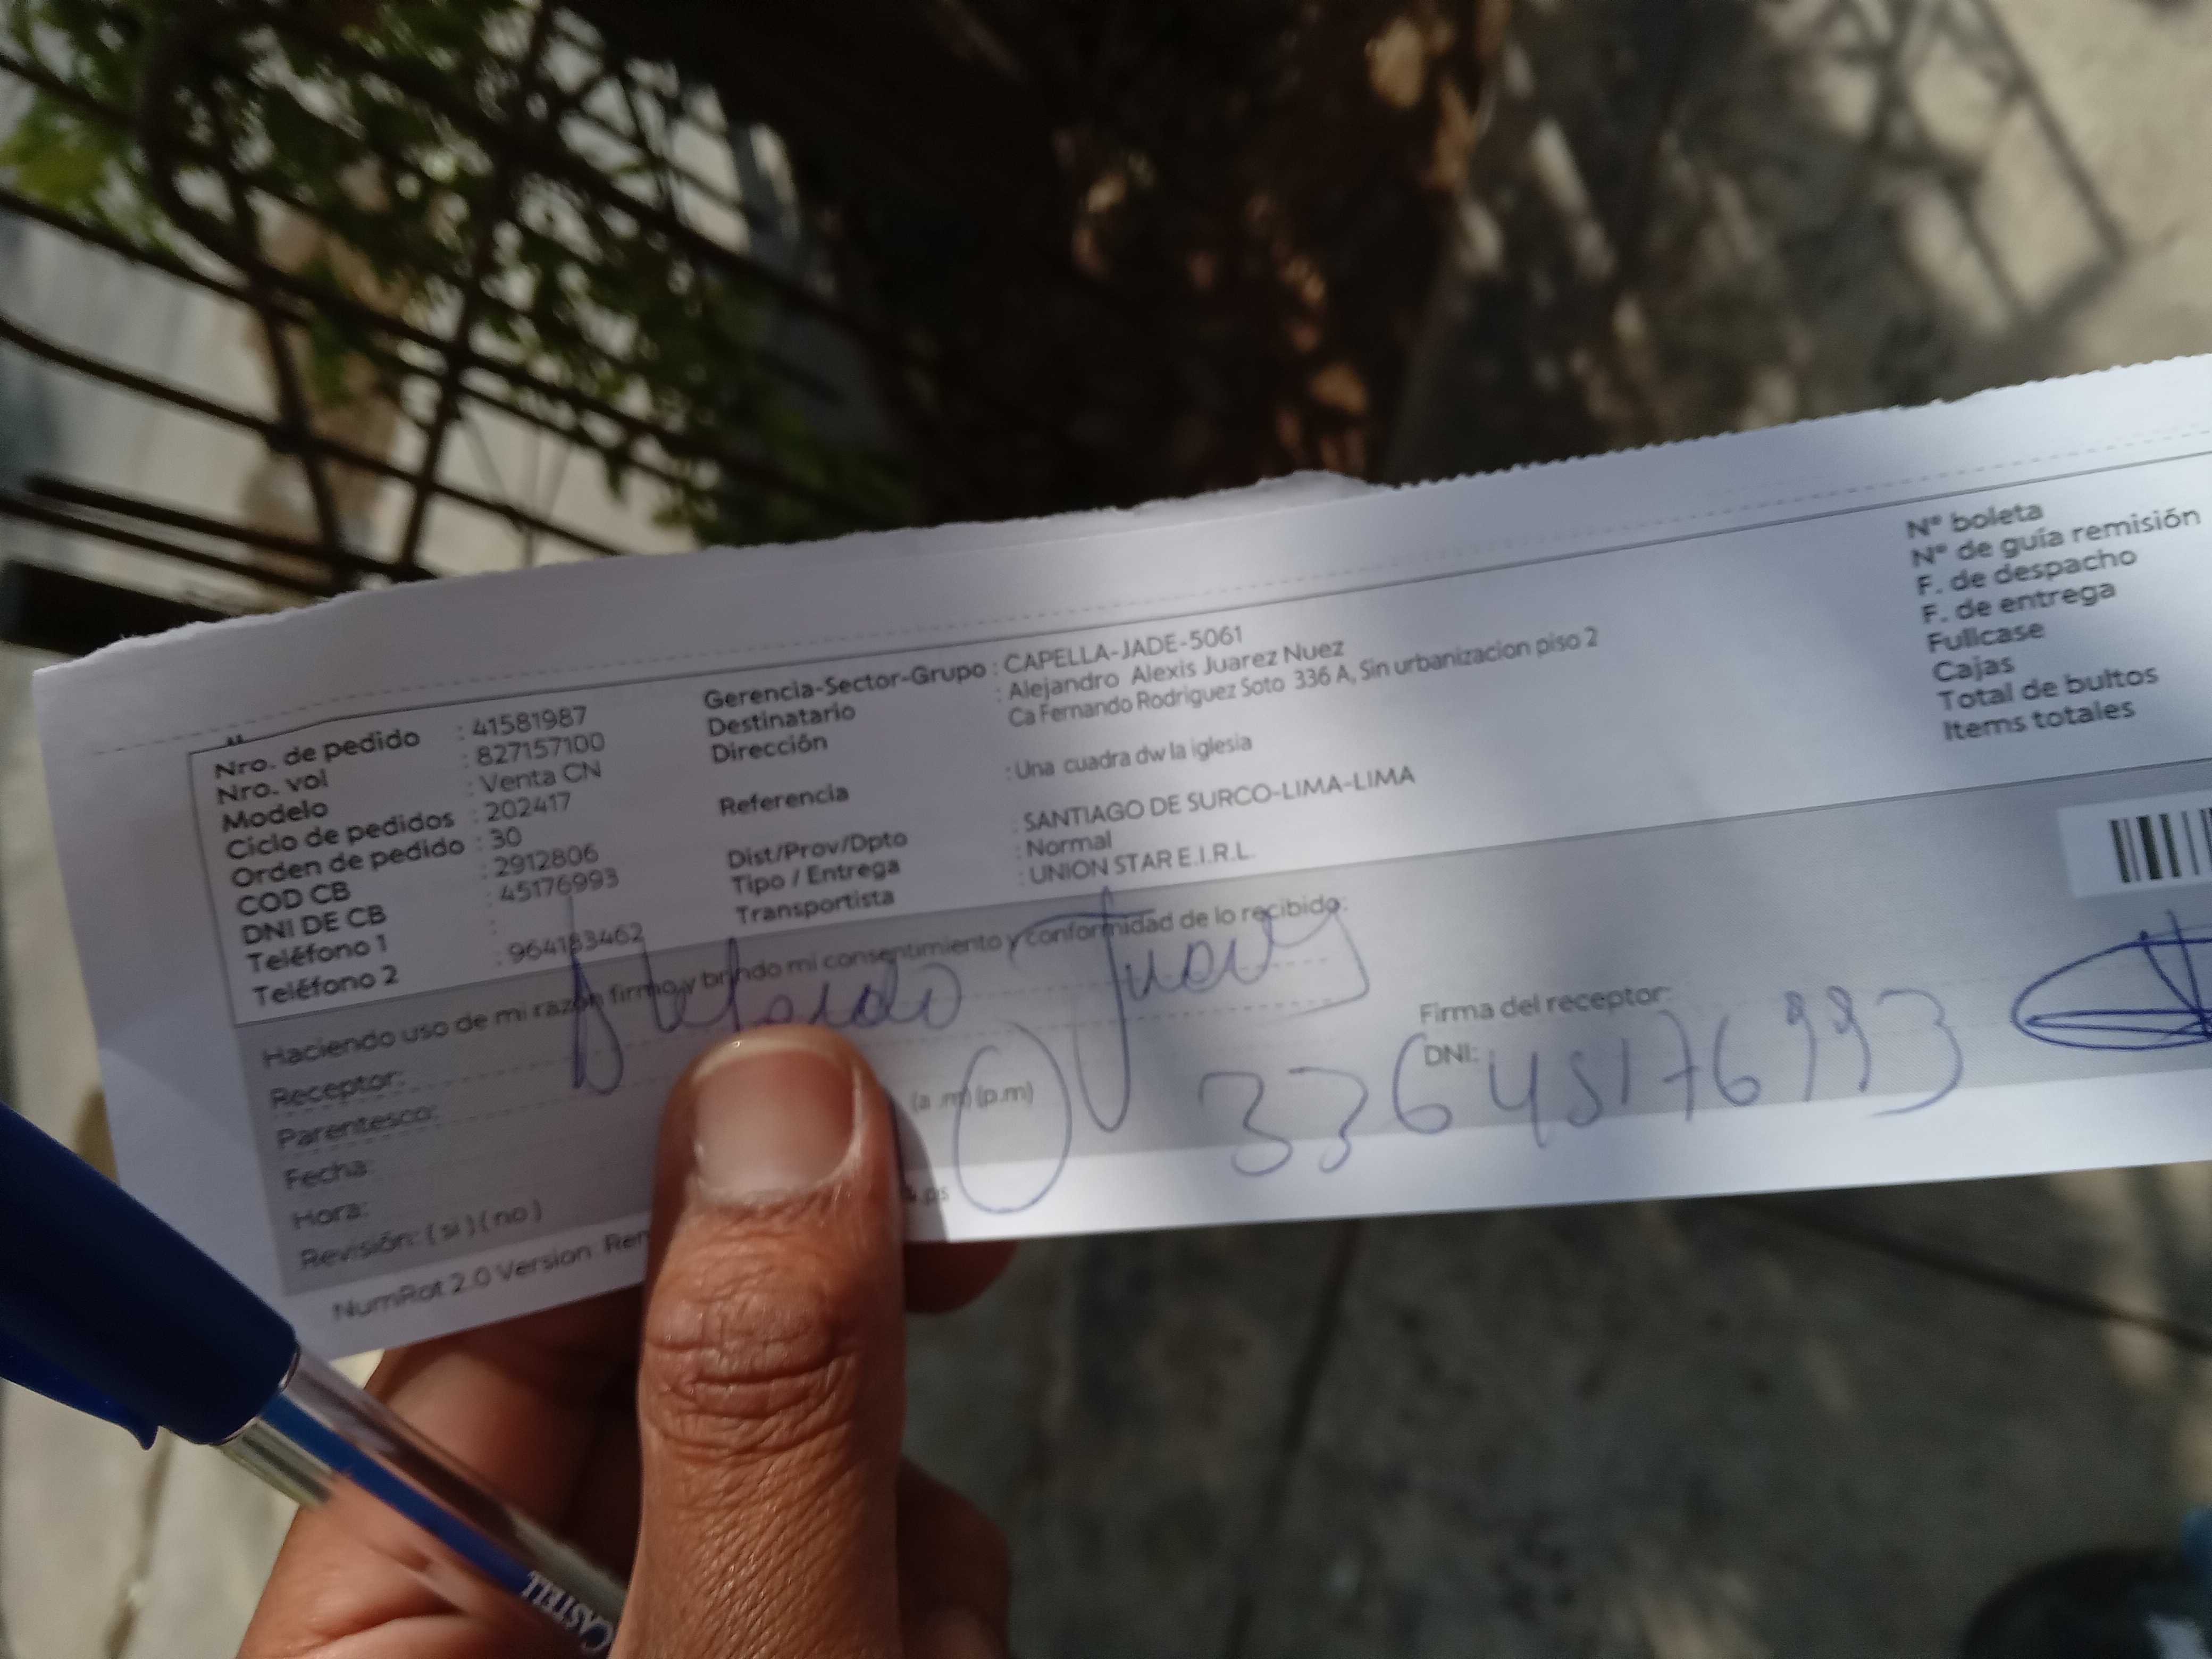 Nro. de pedido : 41581987
Nro. vol : 827157100
Modelo : Venta CN
Ciclo de pedidos : 202417
Orden de pedido : 30
COD CB : 2912806
DNI DE CB : 45176993
Teléfono 1 :
Teléfono 2 : 964183462
Gerencia-Sector-Grupo : CAPELLA-JADE-5061
Destinatario : Alejandro Alexis Juarez Nuez
Dirección Ca Fernando Rodriguez Soto 336 A, Sin urbanizacion piso 2
Referencia : Una cuadra dw la iglesia
Dist/Prov/Dpto : SANTIAGO DE SURCO-LIMA-LIMA
Tipo / Entrega : Normal
Transportista : UNION STAR E.I.R.L.
N° boleta
N° de guía remisión
F. de despacho
F. de entrega
Fullcase
Cajas
Total de bultos
Items totales
Haciendo uso de mi razón firmo y brindo mi consentimiento y conformidad de lo recibido:
Receptor:
Parentesco:
Fecha:
Hora: (a.m) (p.m)
Revisión: ( si ) ( no )
Firma del receptor:
DNI: 336 45176993
NumRot 2.0 Version
CASTELL